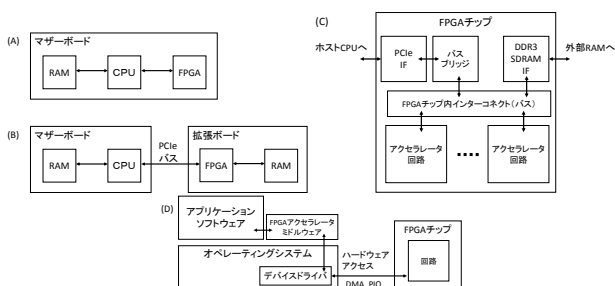 (A)
マザーボード
RAM
CPU
FPGA
(B)
マザーボード
RAM
CPU
PCIe
バス
拡張ボード
FPGA
RAM
(C)
FPGAチップ
ホストCPUへ
PCIe
IF
バス
ブリッジ
DDR3
SDRAM
IF
外部RAMへ
FPGAチップ内インターコネクト(バス)
アクセラレータ
回路
••••
アクセラレータ
回路
(D)
アプリケーション
ソフトウェア
FPGAアクセラレータ
ミドルウェア
オペレーティングシステム
デバイスドライバ
ハードウェア
アクセス
DMA, PIO
FPGAチップ
回路